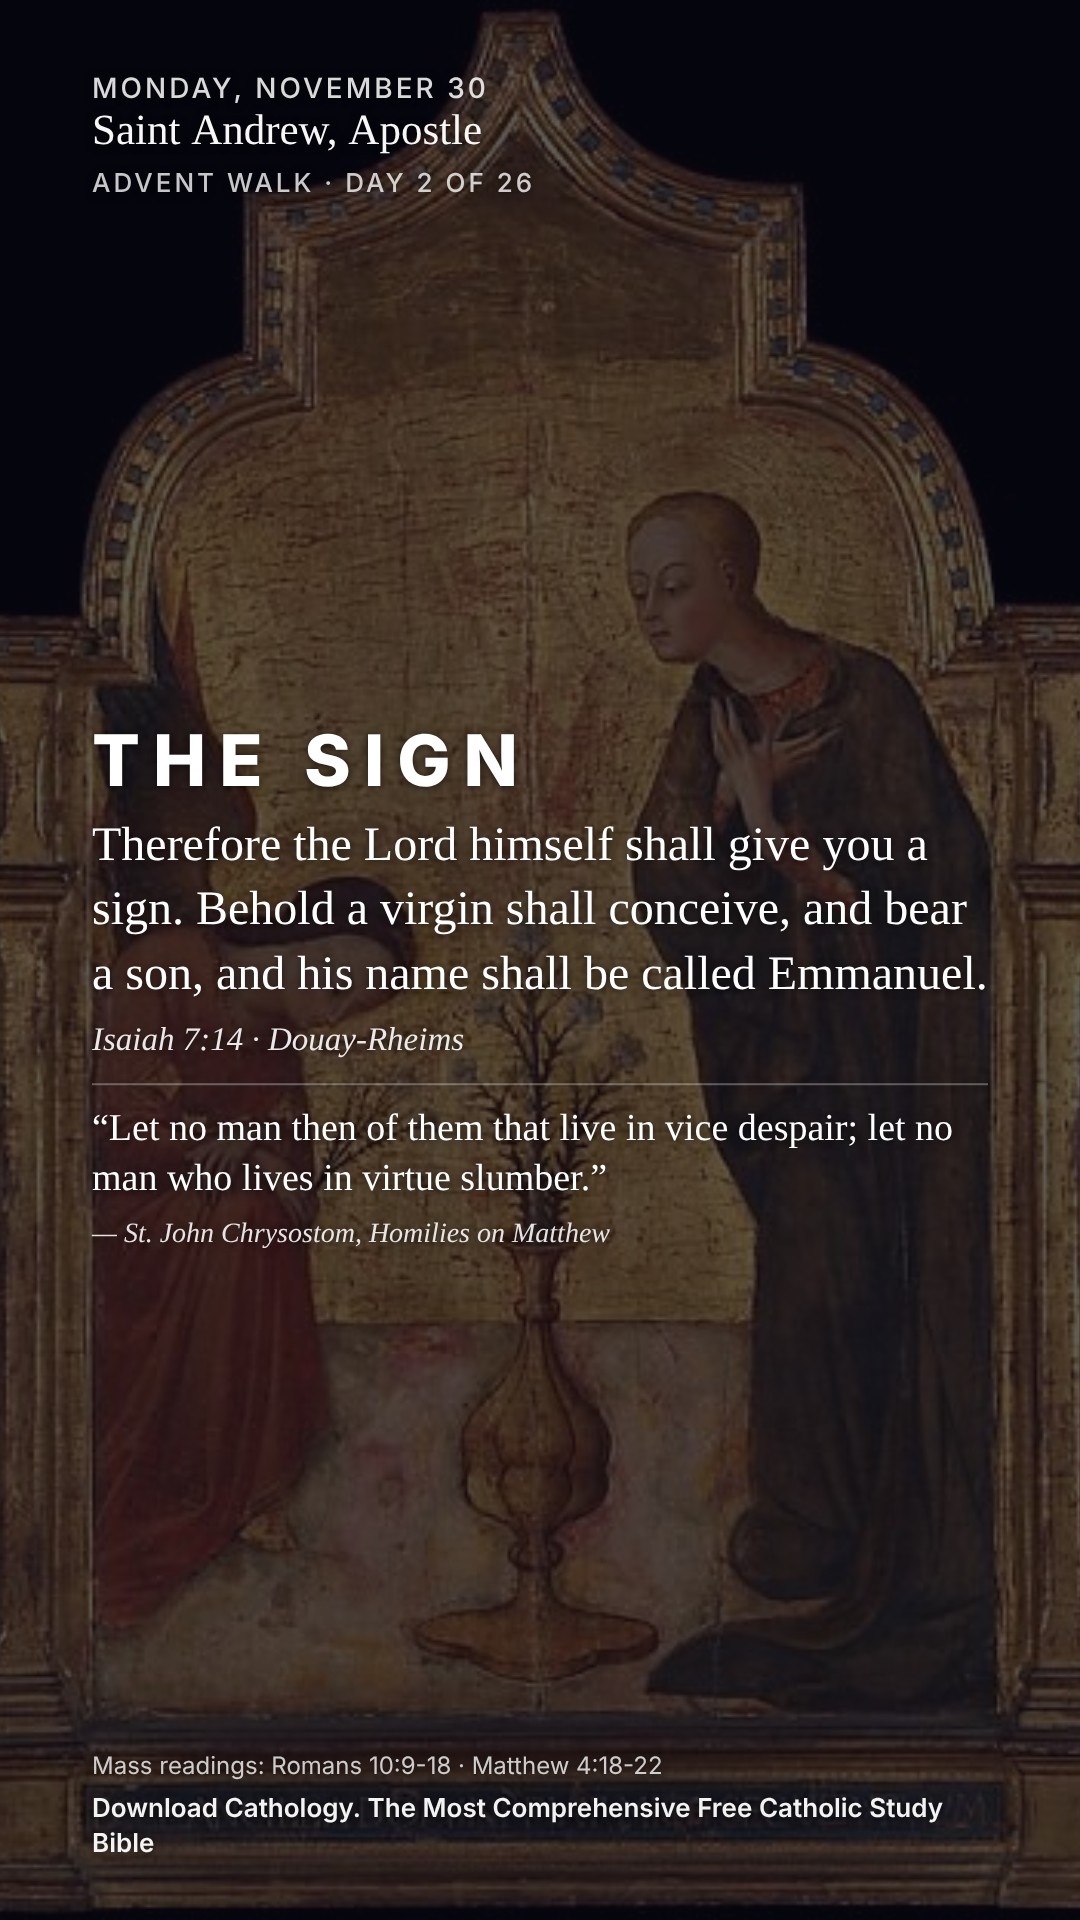 MONDAY, NOVEMBER 30
Saint Andrew, Apostle
ADVENT WALK · DAY 2 OF 26
THE SIGN
Therefore the Lord himself shall give you a
sign. Behold a virgin shall conceive, and bear
a son, and his name shall be called Emmanuel.
Isaiah 7:14 · Douay-Rheims
“Let no man then of them that live in vice despair; let no
man who lives in virtue slumber.”
— St. John Chrysostom, Homilies on Matthew
Mass readings: Romans 10:9-18 · Matthew 4:18-22
Download Cathology. The Most Comprehensive Free Catholic Study
Bible